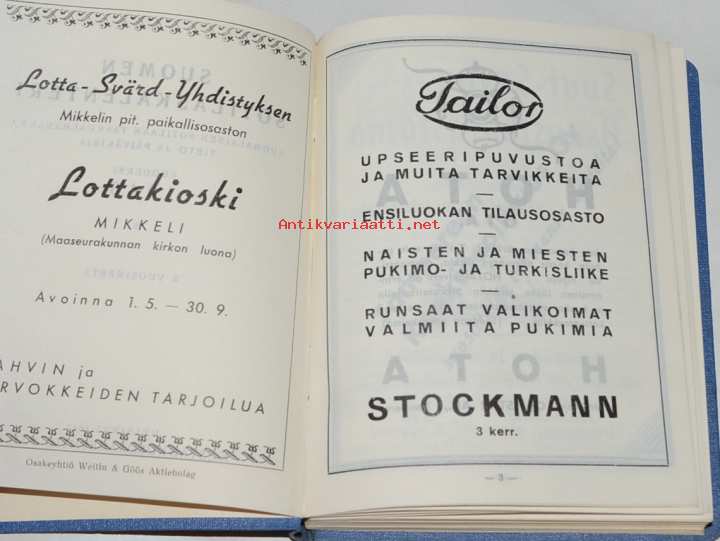 Lotta-Svärd-Yhdistyksen
Mikkelin pit. paikallisosaston
Lottakioski
MIKKELI
(Maaseurakunnan kirkon luona)
Avoinna 1.5. — 30.9.
AHVIN ja
RVOKKEIDEN TARJOILUA
Osakeyhtiö Weilin & Göös Aktiebolag
Tailor
UPSEERIPUVUSTOA
JA MUITA TARVIKKEITA
—
ENSILUOKAN TILAUSOSASTO
—
NAISTEN JA MIESTEN
PUKIMO- JA TURKISLIIKE
—
RUNSAAT VALIKOIMAT
VALMIITA PUKIMIA
STOCKMANN
3 kerr.
— 3 —
Antikvariaatti.net